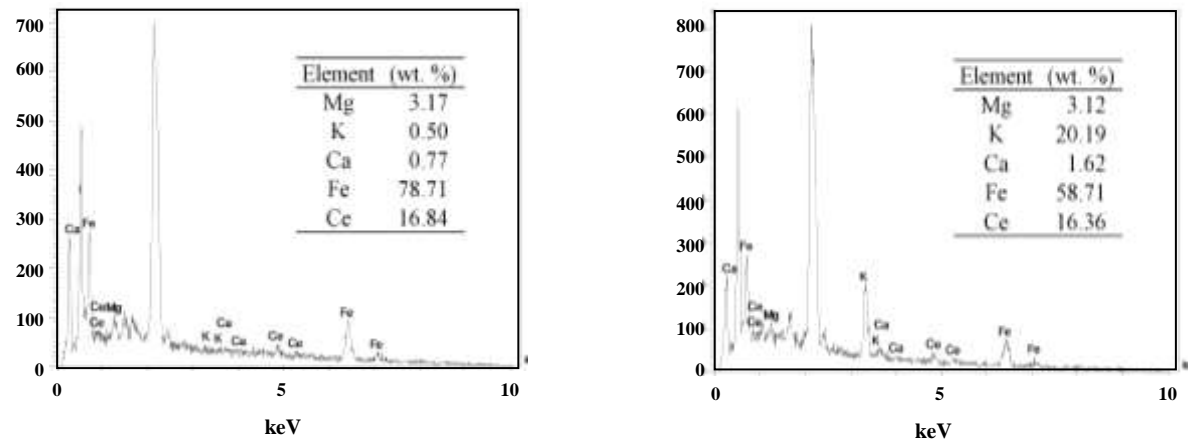 700
600
500
400
300
200
100
0
Element (wt. %)
Mg 3.17
K 0.50
Ca 0.77
Fe 78.71
Ce 16.84
Ca Fe
Ce Mg
Ce
Ca
K K Ca
Ce Ce
Fe
Fe
0 5 10
keV
800
700
600
500
400
300
200
100
0
Element (wt. %)
Mg 3.12
K 20.19
Ca 1.62
Fe 58.71
Ce 16.36
Ca Fe
Ce Mg
Ce
K
Ca
K Ca
Ce Ce
Fe
Fe
0 5 10
keV